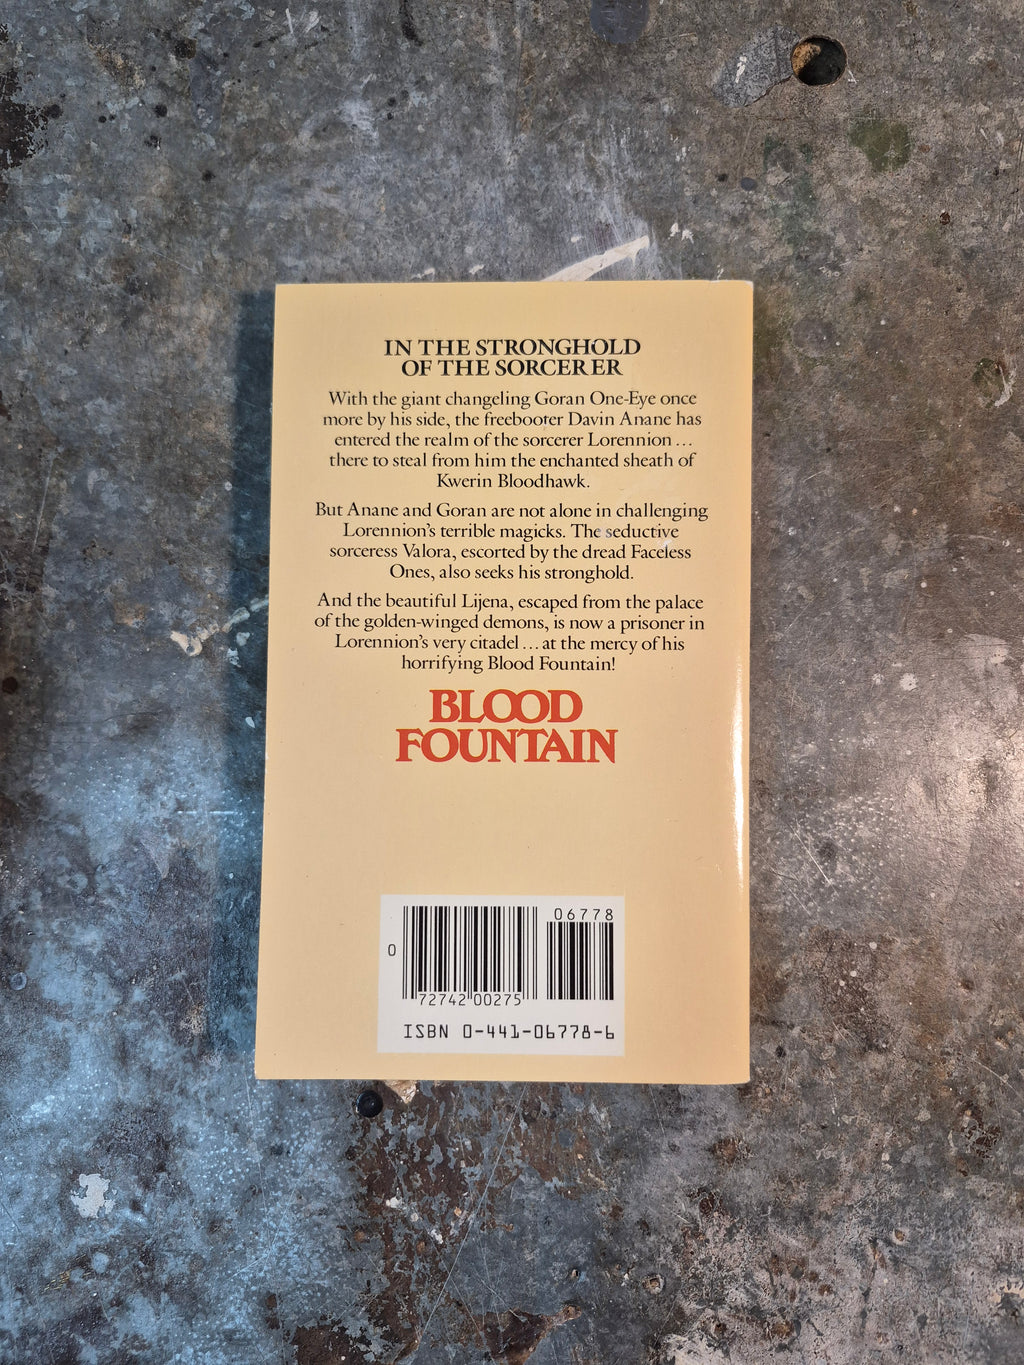 IN THE STRONGHOLD
OF THE SORCERER
With the giant changeling Goran One-Eye once
more by his side, the freebooter Davin Anane has
entered the realm of the sorcerer Lorennion...
there to steal from him the enchanted sheath of
Kwerin Bloodhawk.
But Anane and Goran are not alone in challenging
Lorennion's terrible magicks. The seductive
sorceress Valora, escorted by the dread Faceless
Ones, also seeks his stronghold.
And the beautiful Lijena, escaped from the palace
of the golden-winged demons, is now a prisoner in
Lorennion's very citadel...at the mercy of his
horrifying Blood Fountain!
BLOOD
FOUNTAIN
06778
0
72742 00275
ISBN 0-441-06778-6